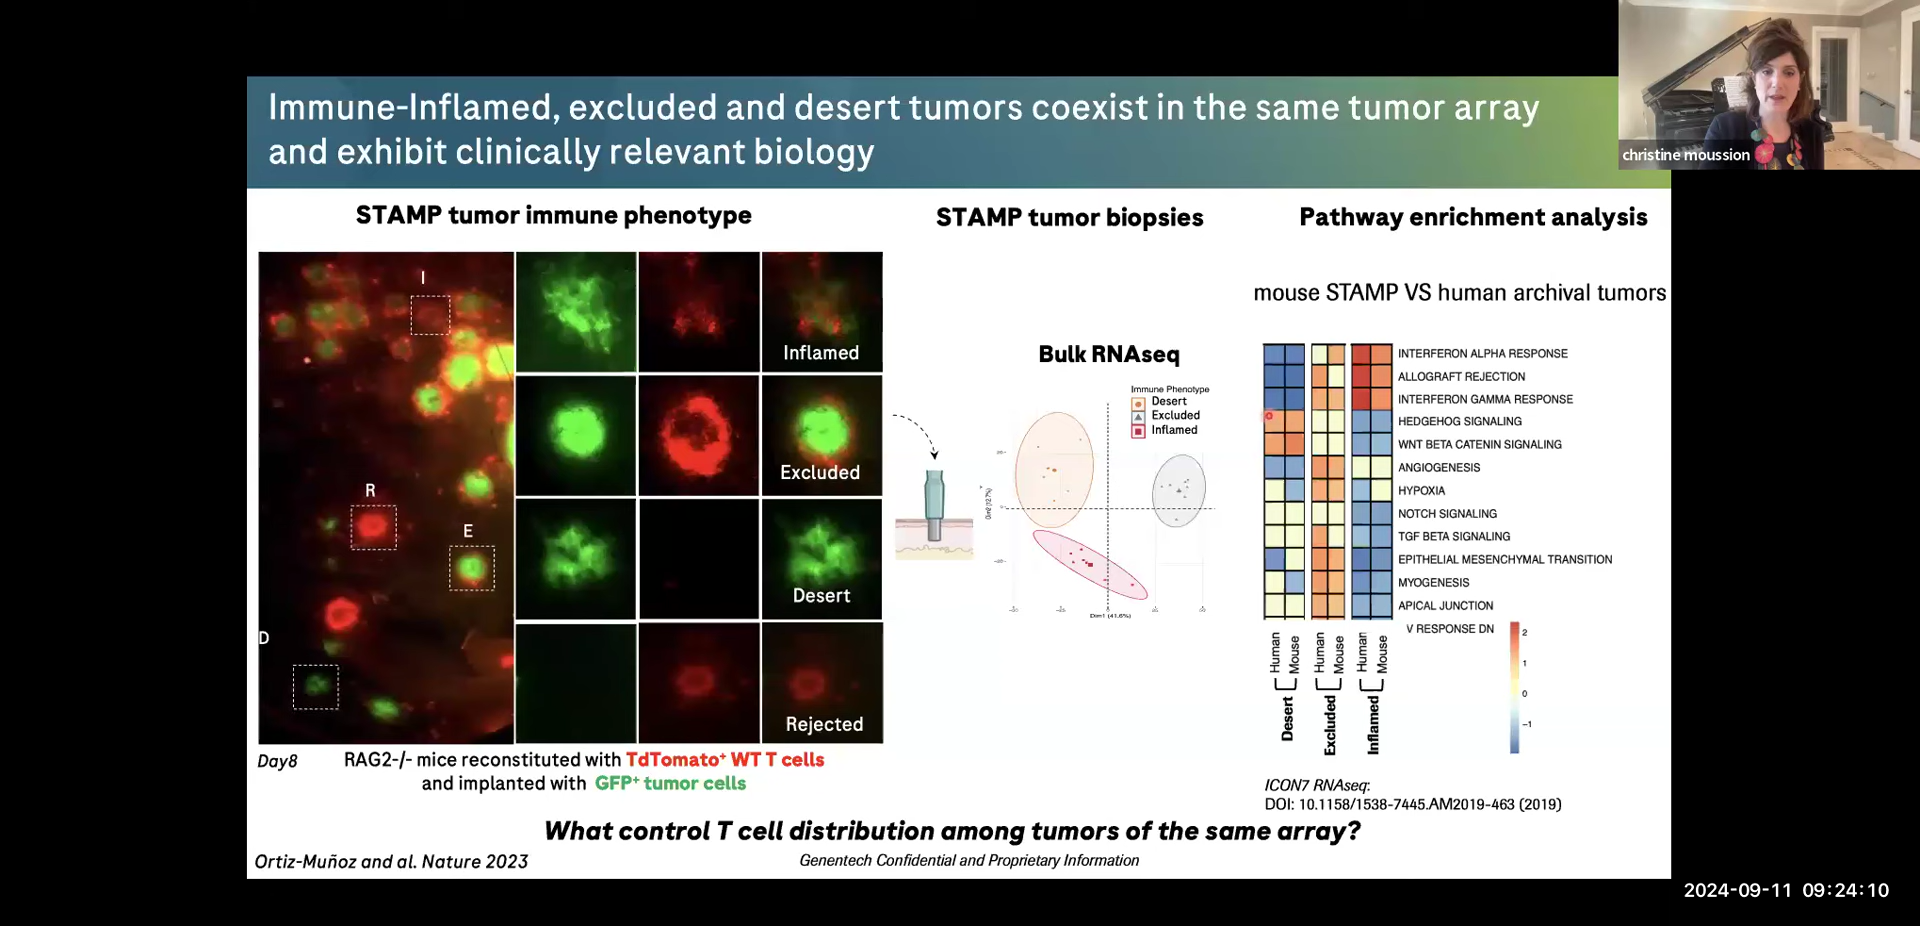 Immune-Inflamed, excluded and desert tumors coexist in the same tumor array
and exhibit clinically relevant biology
christine moussion
STAMP tumor immune phenotype
I
R
E
D
Inflamed
Excluded
Desert
Rejected
Day8
RAG2-/- mice reconstituted with TdTomato⁺ WT T cells
and implanted with GFP⁺ tumor cells
STAMP tumor biopsies
Bulk RNAseq
Immune Phenotype
Desert
Excluded
Inflamed
Dim1 (41.6%)
Pathway enrichment analysis
mouse STAMP VS human archival tumors
INTERFERON ALPHA RESPONSE
ALLOGRAFT REJECTION
INTERFERON GAMMA RESPONSE
HEDGEHOG SIGNALING
WNT BETA CATENIN SIGNALING
ANGIOGENESIS
HYPOXIA
NOTCH SIGNALING
TGF BETA SIGNALING
EPITHELIAL MESENCHYMAL TRANSITION
MYOGENESIS
APICAL JUNCTION
V RESPONSE DN
Human
Mouse
Human
Mouse
Human
Mouse
Desert
Excluded
Inflamed
2
1
0
-1
ICON7 RNAseq:
DOI: 10.1158/1538-7445.AM2019-463 (2019)
What control T cell distribution among tumors of the same array?
Ortiz-Muñoz and al. Nature 2023
Genentech Confidential and Proprietary Information
2024-09-11 09:24:10